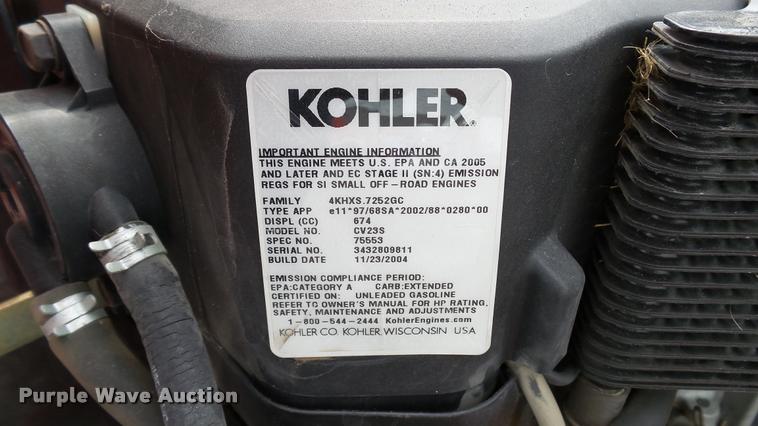 KOHLER®
IMPORTANT ENGINE INFORMATION
THIS ENGINE MEETS U.S. EPA AND CA 2005
AND LATER AND EC STAGE II (SN:4) EMISSION
REGS FOR SI SMALL OFF-ROAD ENGINES
FAMILY 4KHXS.7252GC
TYPE APP e11*97/68SA*2002/88*0280*00
DISPL (CC) 674
MODEL NO. CV23S
SPEC NO. 75553
SERIAL NO. 3432809811
BUILD DATE 11/23/2004
EMISSION COMPLIANCE PERIOD:
EPA:CATEGORY A CARB:EXTENDED
CERTIFIED ON: UNLEADED GASOLINE
REFER TO OWNER'S MANUAL FOR HP RATING,
SAFETY, MAINTENANCE AND ADJUSTMENTS
1-800-544-2444 KohlerEngines.com
KOHLER CO. KOHLER, WISCONSIN USA
Purple Wave Auction